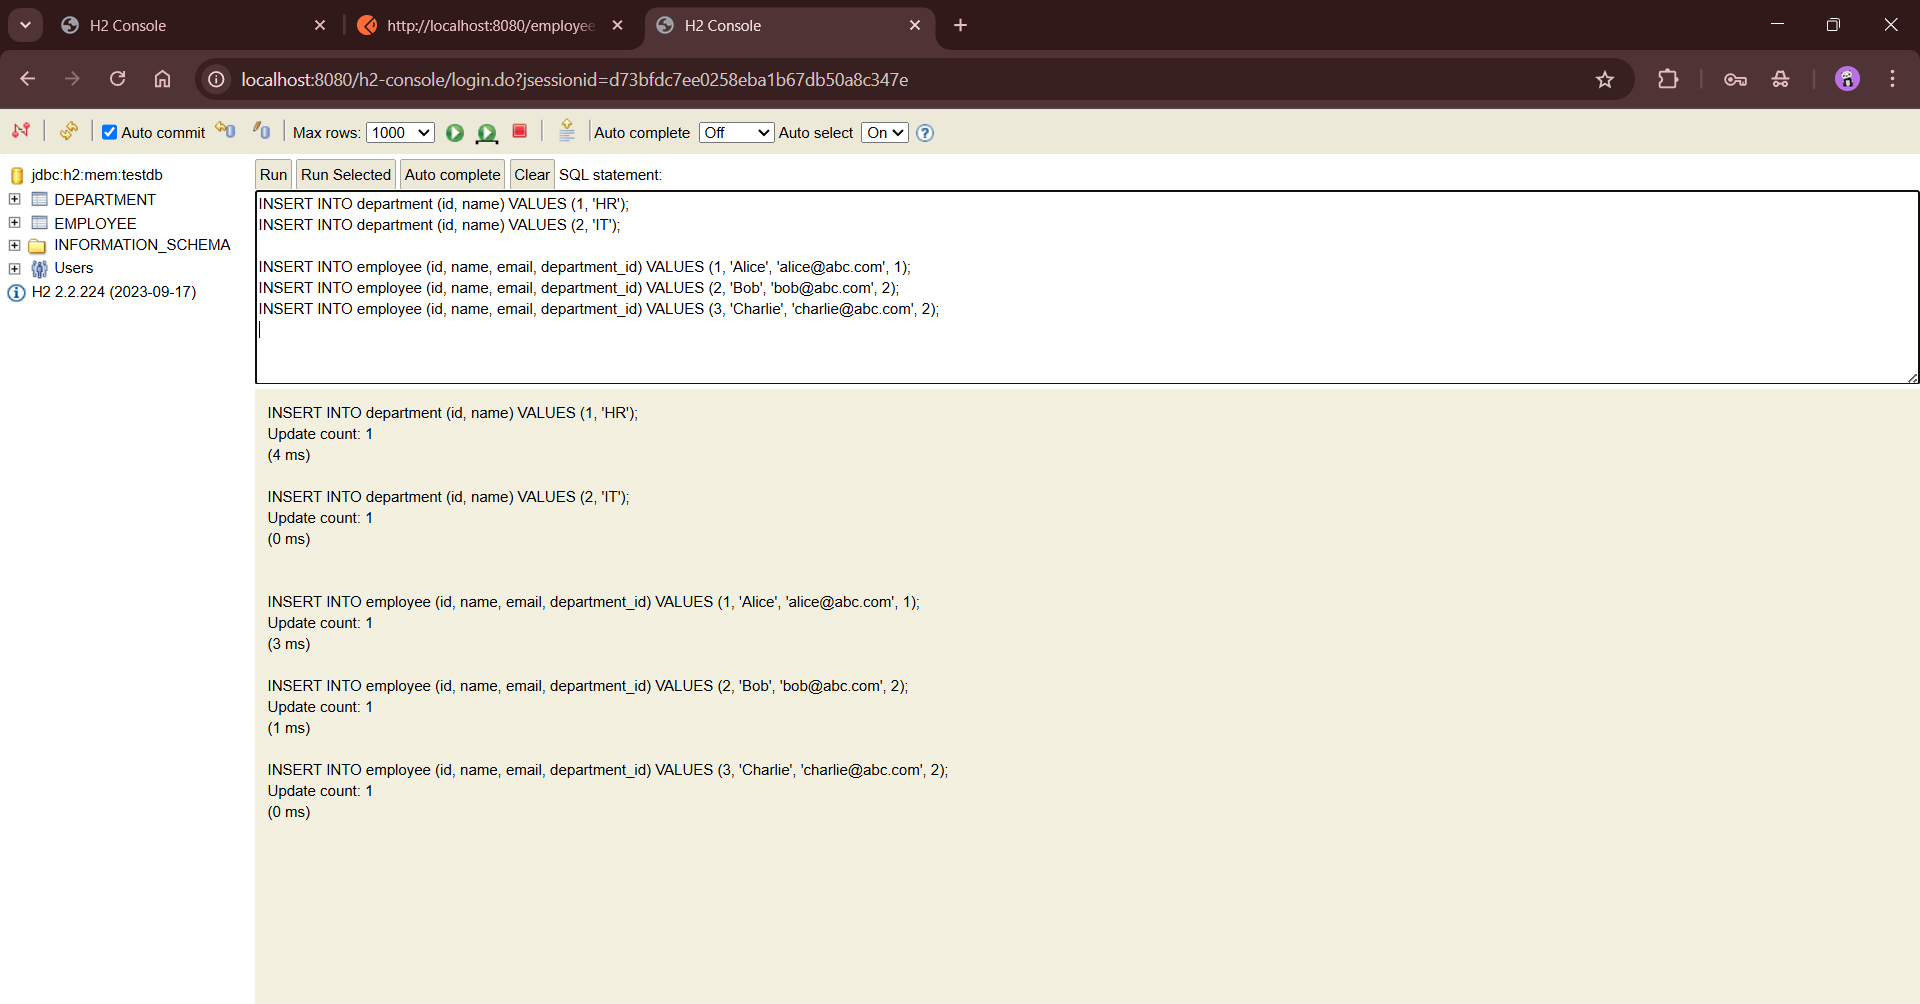 H2 Console
http://localhost:8080/employee
H2 Console
localhost:8080/h2-console/login.do?jsessionid=d73bfdc7ee0258eba1b67db50a8c347e
Auto commit
Max rows: 1000
Auto complete Off
Auto select On
jdbc:h2:mem:testdb
DEPARTMENT
EMPLOYEE
INFORMATION_SCHEMA
Users
H2 2.2.224 (2023-09-17)
Run Run Selected Auto complete Clear SQL statement:
INSERT INTO department (id, name) VALUES (1, 'HR');
INSERT INTO department (id, name) VALUES (2, 'IT');
INSERT INTO employee (id, name, email, department_id) VALUES (1, 'Alice', 'alice@abc.com', 1);
INSERT INTO employee (id, name, email, department_id) VALUES (2, 'Bob', 'bob@abc.com', 2);
INSERT INTO employee (id, name, email, department_id) VALUES (3, 'Charlie', 'charlie@abc.com', 2);
INSERT INTO department (id, name) VALUES (1, 'HR');
Update count: 1
(4 ms)
INSERT INTO department (id, name) VALUES (2, 'IT');
Update count: 1
(0 ms)
INSERT INTO employee (id, name, email, department_id) VALUES (1, 'Alice', 'alice@abc.com', 1);
Update count: 1
(3 ms)
INSERT INTO employee (id, name, email, department_id) VALUES (2, 'Bob', 'bob@abc.com', 2);
Update count: 1
(1 ms)
INSERT INTO employee (id, name, email, department_id) VALUES (3, 'Charlie', 'charlie@abc.com', 2);
Update count: 1
(0 ms)